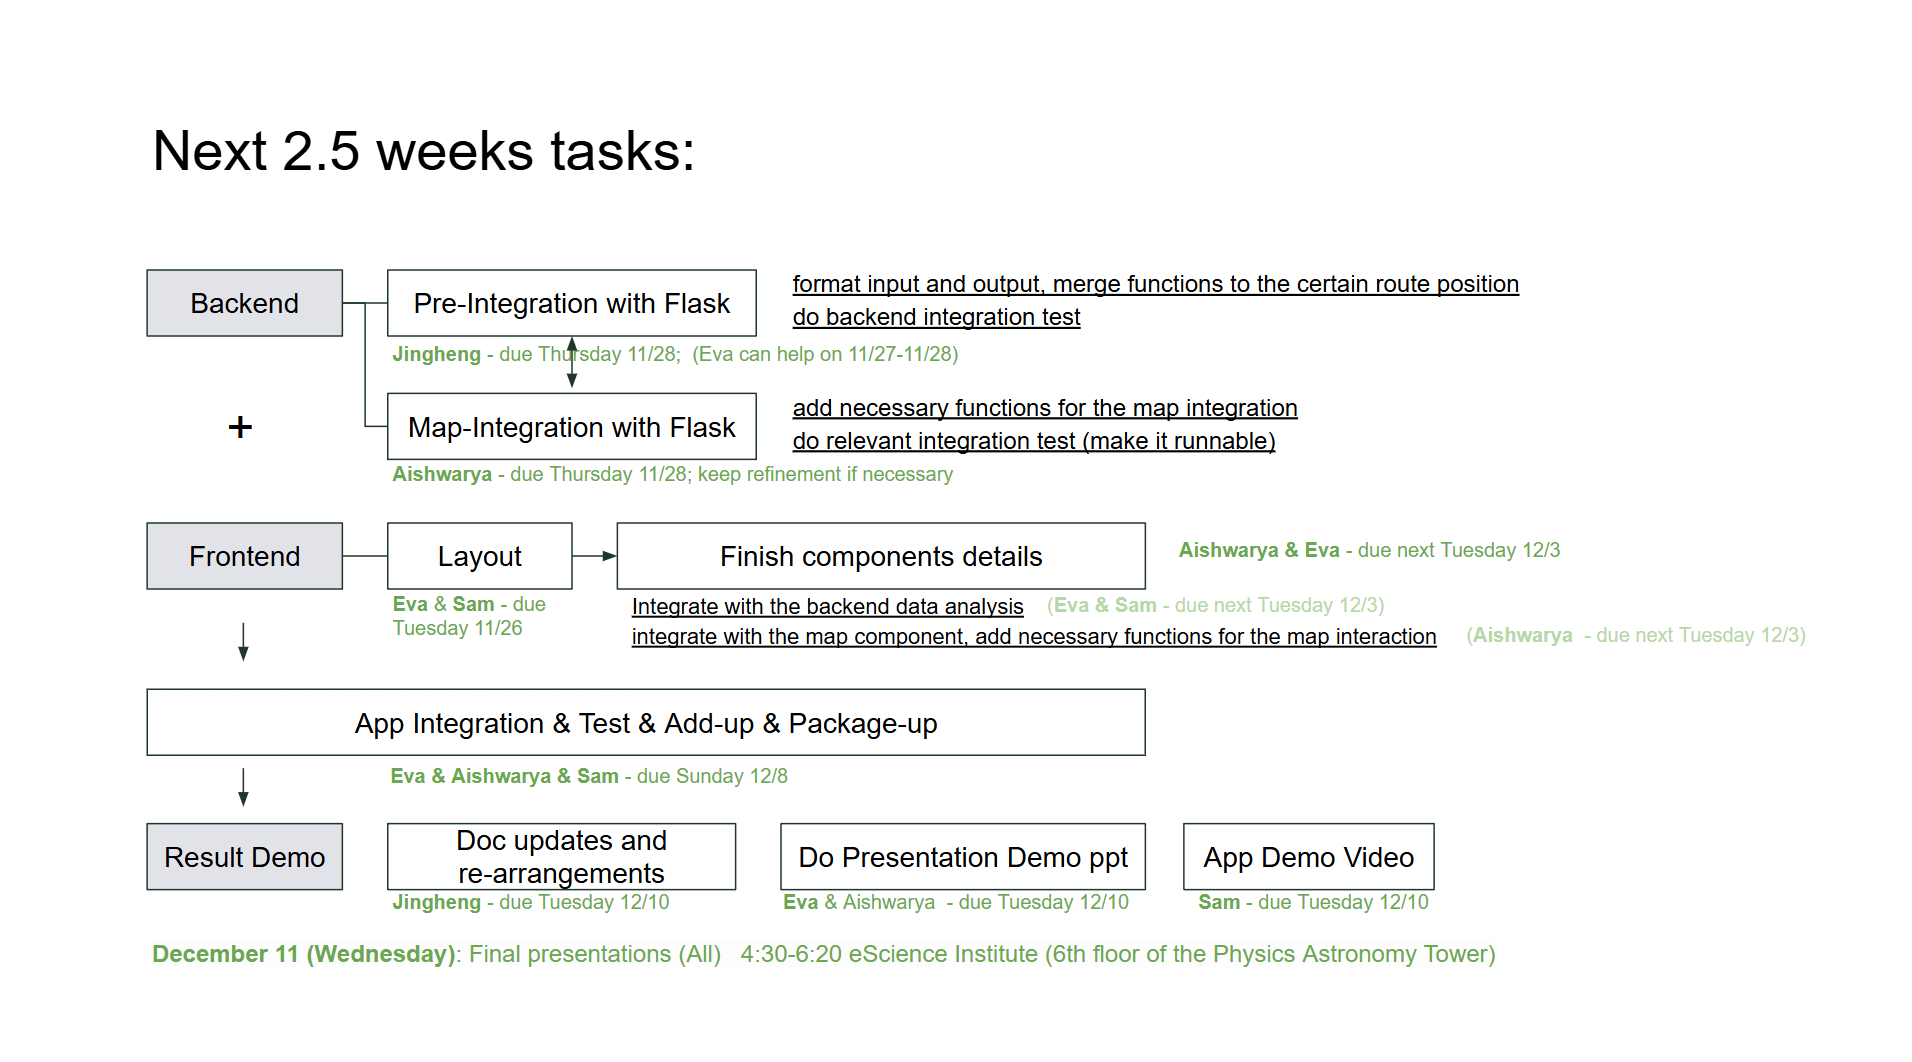 Next 2.5 weeks tasks:
Backend
Pre-Integration with Flask
format input and output, merge functions to the certain route position
do backend integration test
Jingheng - due Thursday 11/28;  (Eva can help on 11/27-11/28)
+
Map-Integration with Flask
add necessary functions for the map integration
do relevant integration test (make it runnable)
Aishwarya - due Thursday 11/28; keep refinement if necessary
Frontend
Layout
Finish components details
Aishwarya & Eva - due next Tuesday 12/3
Eva & Sam - due
Tuesday 11/26
Integrate with the backend data analysis
(Eva & Sam - due next Tuesday 12/3)
integrate with the map component, add necessary functions for the map interaction
(Aishwarya  - due next Tuesday 12/3)
App Integration & Test & Add-up & Package-up
Eva & Aishwarya & Sam - due Sunday 12/8
Result Demo
Doc updates and
re-arrangements
Do Presentation Demo ppt
App Demo Video
Jingheng - due Tuesday 12/10
Eva & Aishwarya  - due Tuesday 12/10
Sam - due Tuesday 12/10
December 11 (Wednesday): Final presentations (All)   4:30-6:20 eScience Institute (6th floor of the Physics Astronomy Tower)